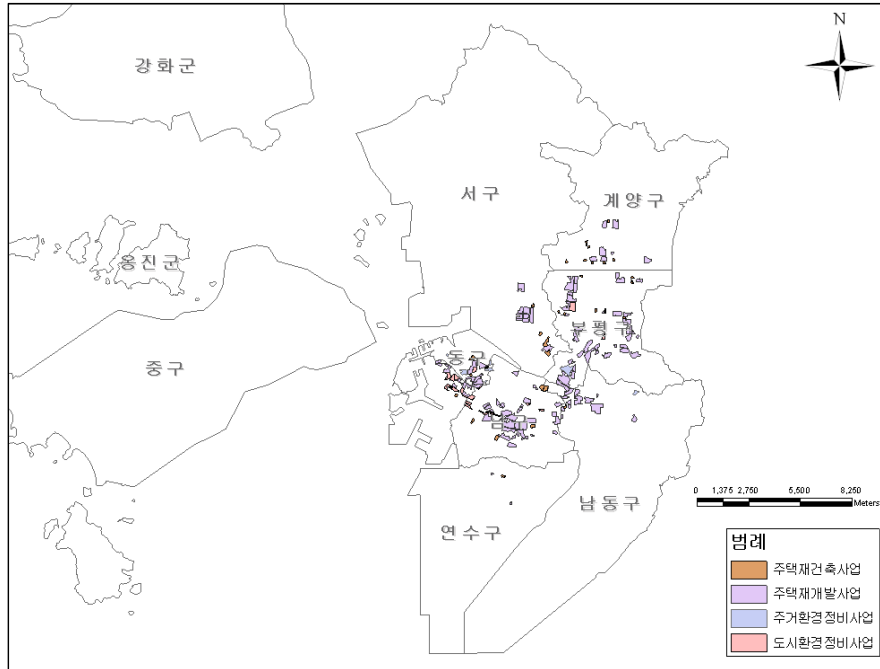 N
강화군
서구
계양구
옹진군
부평구
동구
중구
남
0 1,375 2,750 5,500 8,250
Meters
남동구
연수구
범례
주택재건축사업
주택재개발사업
주거환경정비사업
도시환경정비사업